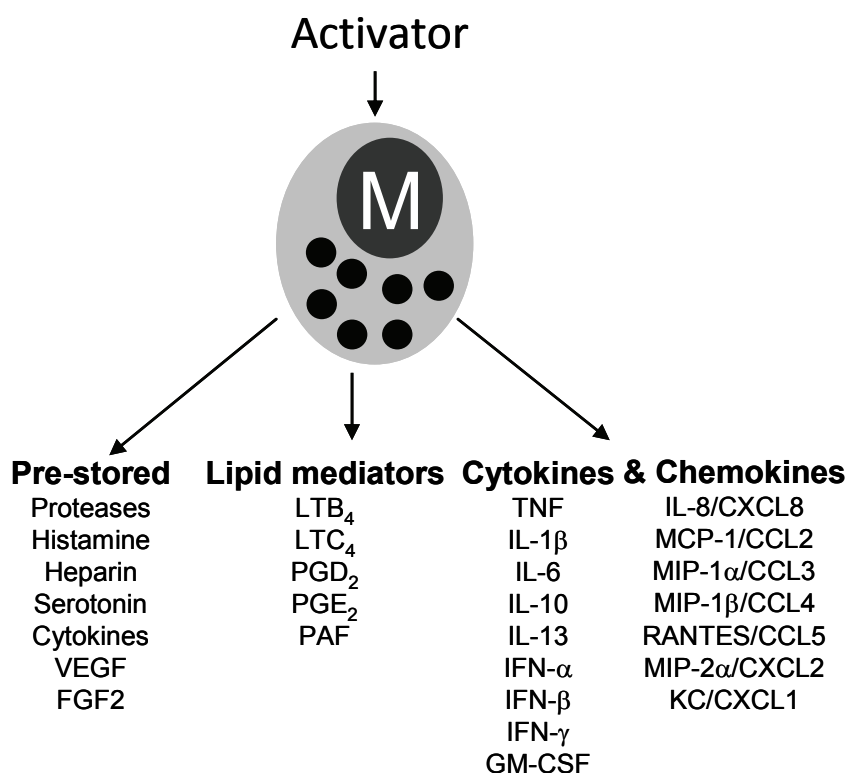 Activator
M
Pre-stored
Proteases
Histamine
Heparin
Serotonin
Cytokines
VEGF
FGF2
Lipid mediators
LTB₄
LTC₄
PGD₂
PGE₂
PAF
Cytokines & Chemokines
TNF
IL-1β
IL-6
IL-10
IL-13
IFN-α
IFN-β
IFN-γ
GM-CSF
IL-8/CXCL8
MCP-1/CCL2
MIP-1α/CCL3
MIP-1β/CCL4
RANTES/CCL5
MIP-2α/CXCL2
KC/CXCL1